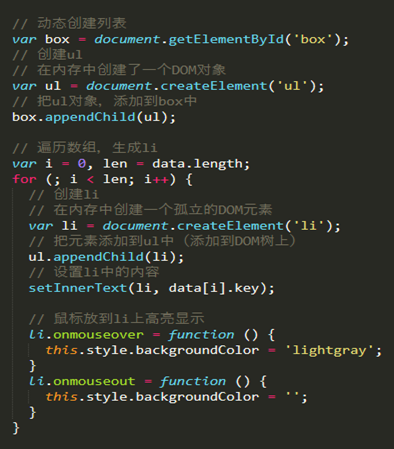 // 动态创建列表
var box = document.getElementById('box');
// 创建ul
// 在内存中创建了一个DOM对象
var ul = document.createElement('ul');
// 把ul对象，添加到box中
box.appendChild(ul);

// 遍历数组，生成li
var i = 0, len = data.length;
for (; i < len; i++) {
  // 创建li
  // 在内存中创建一个孤立的DOM元素
  var li = document.createElement('li');
  // 把元素添加到ul中（添加到DOM树上）
  ul.appendChild(li);
  // 设置li中的内容
  setInnerText(li, data[i].key);

  // 鼠标放到li上高亮显示
  li.onmouseover = function () {
    this.style.backgroundColor = 'lightgray';
  }
  li.onmouseout = function () {
    this.style.backgroundColor = '';
  }
}